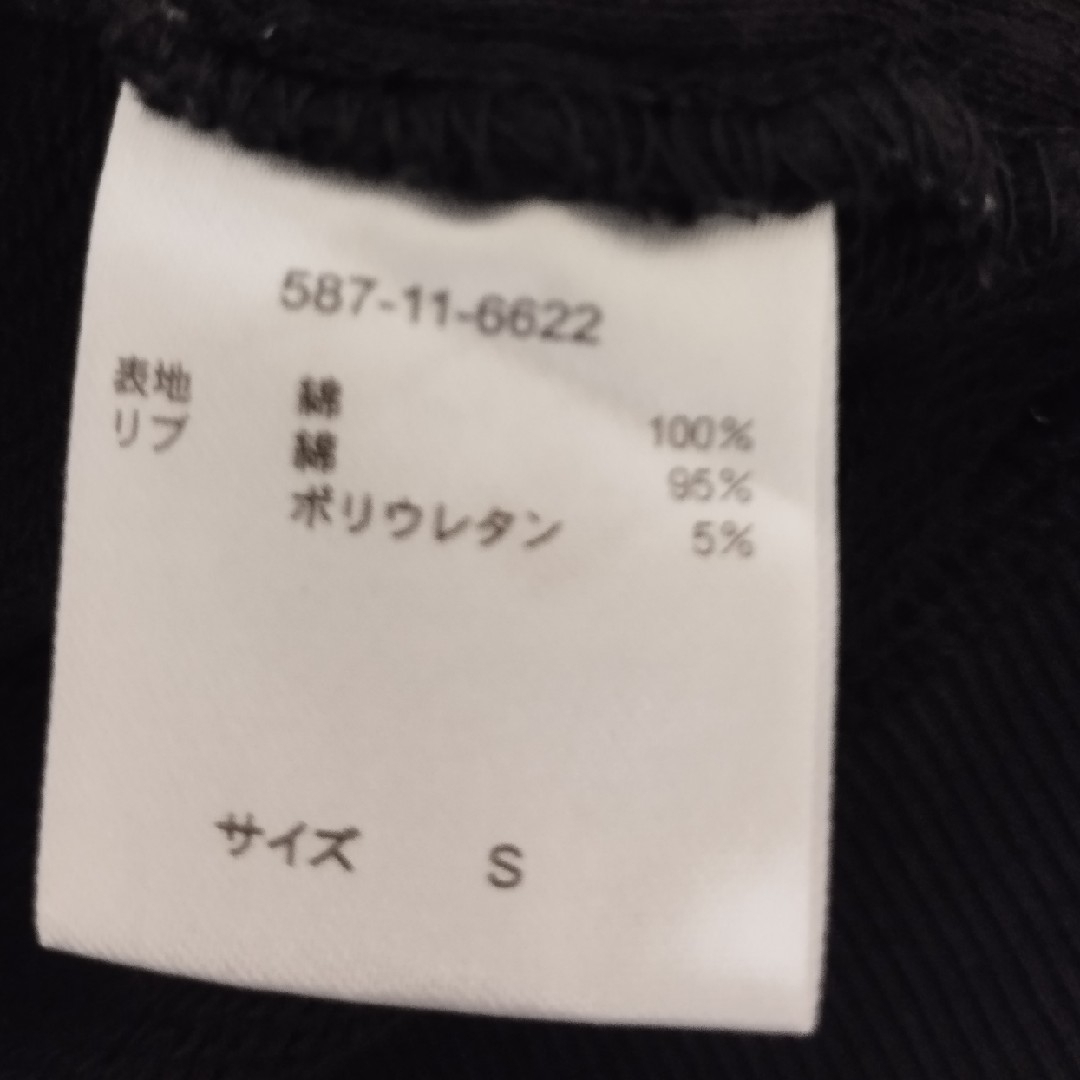 587-11-6622
表地 綿 100%
リブ 綿 95%
ポリウレタン 5%
サイズ S